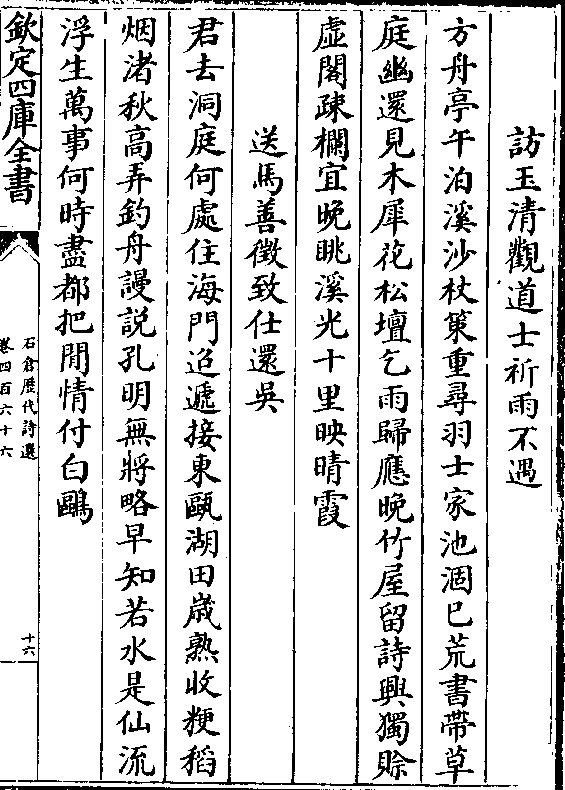 訪玉清觀道士祈雨不遇
方舟亭午泊溪沙杖策重尋羽士家池涸已荒書帶草
庭幽還見木犀花松壇乞雨歸應晚竹屋留詩興獨賒
虛閣疎欄宜晚眺溪光十里映晴霞
送馬善徵致仕還吳
君去洞庭何處住海門迢遞接東甌湖田歳熟收粳稻
烟渚秋高弄釣舟謾説孔明無將略早知若水是仙流
浮生萬事何時盡都把閒情付白鷗
欽定四庫全書
石倉歴代詩選
卷四百六十六
十六